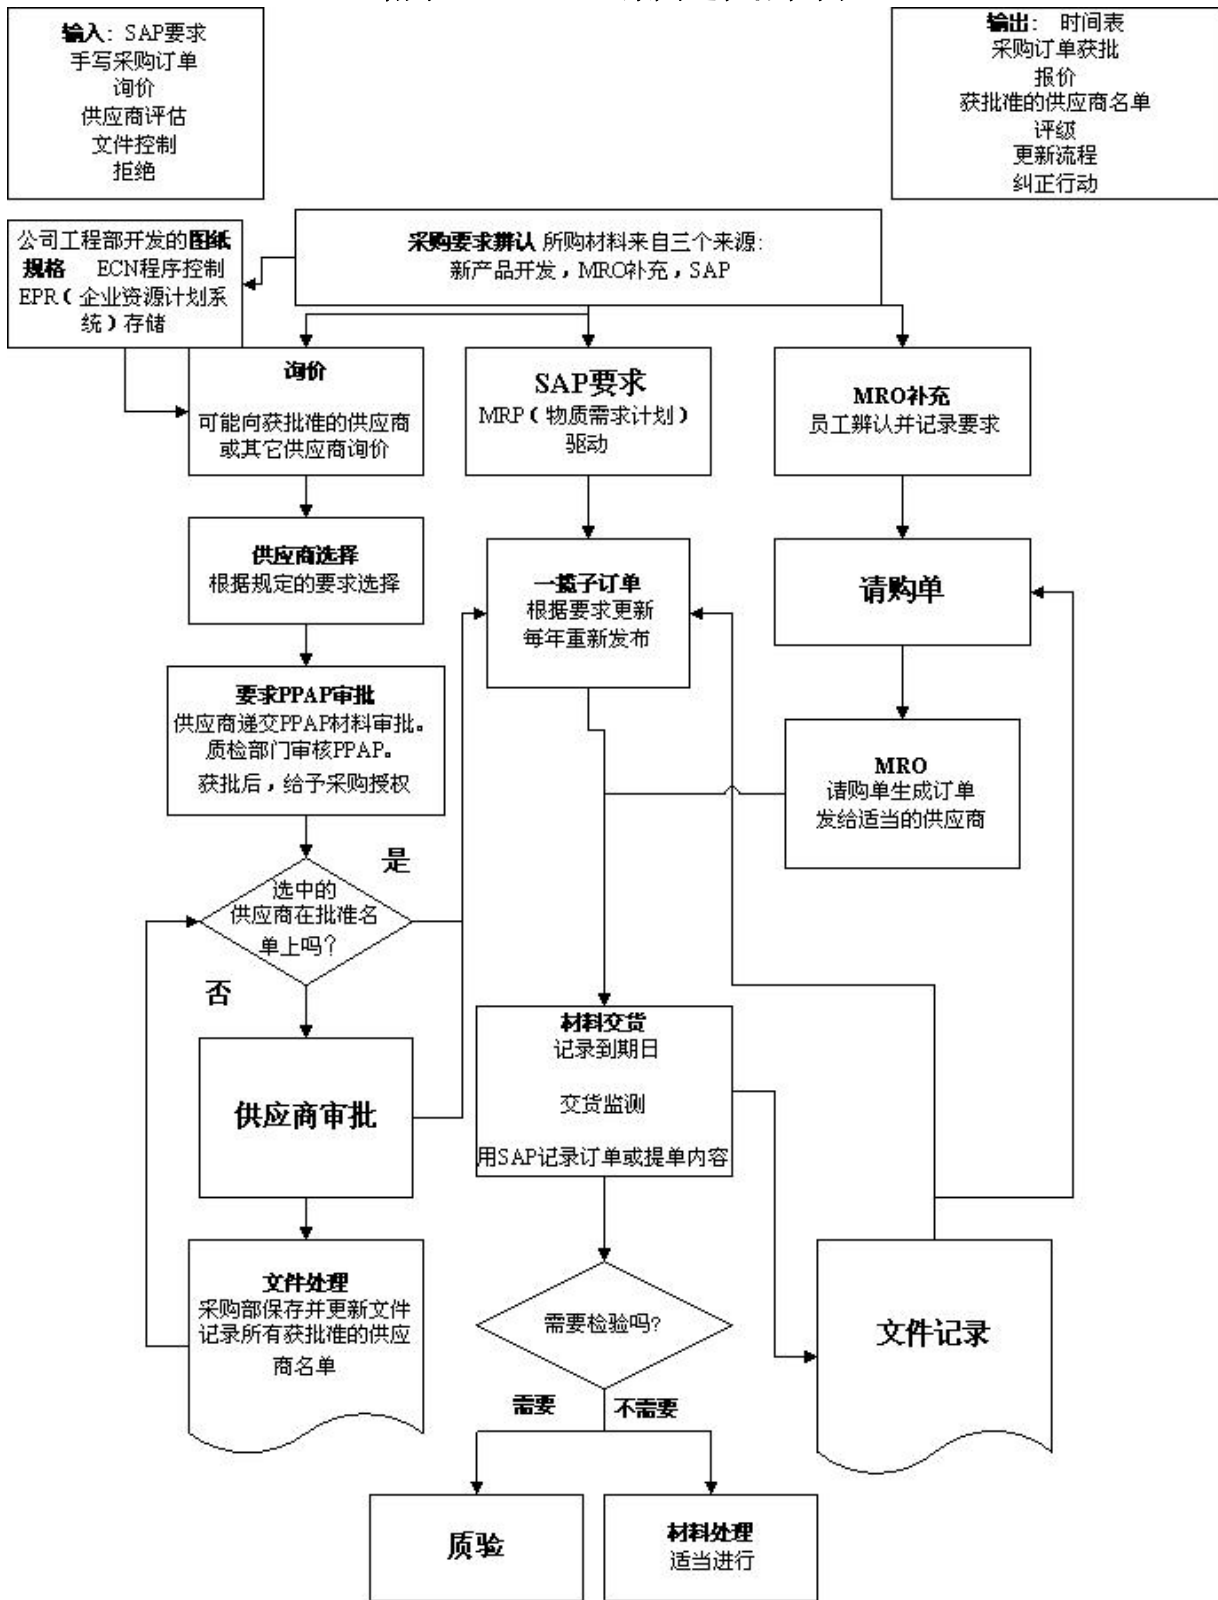 输入：SAP要求
手写采购订单
询价
供应商评估
文件控制
拒绝
输出： 时间表
采购订单获批
报价
获批准的供应商名单
评级
更新流程
纠正行动
公司工程部开发的图纸
规格 ECN程序控制
EPR（企业资源计划系
统）存储
采购要求辨认 所购材料来自三个来源：
新产品开发，MRO补充，SAP
询价
可能向获批准的供应商
或其它供应商询价
SAP要求
MRP（物质需求计划）
驱动
MRO补充
员工辨认并记录要求
供应商选择
根据规定的要求选择
一揽子订单
根据要求更新
每年重新发布
请购单
要求PPAP审批
供应商递交PPAP材料审批。
质检部门审核PPAP。
获批后，给予采购授权
MRO
请购单生成订单
发给适当的供应商
是
选中的
供应商在批准名
单上吗？
否
供应商审批
材料交货
记录到期日
交货监测
用SAP记录订单或提单内容
文件处理
采购部保存并更新文件
记录所有获批准的供应
商名单
需要检验吗？
文件记录
需要
不需要
质验
材料处理
适当进行